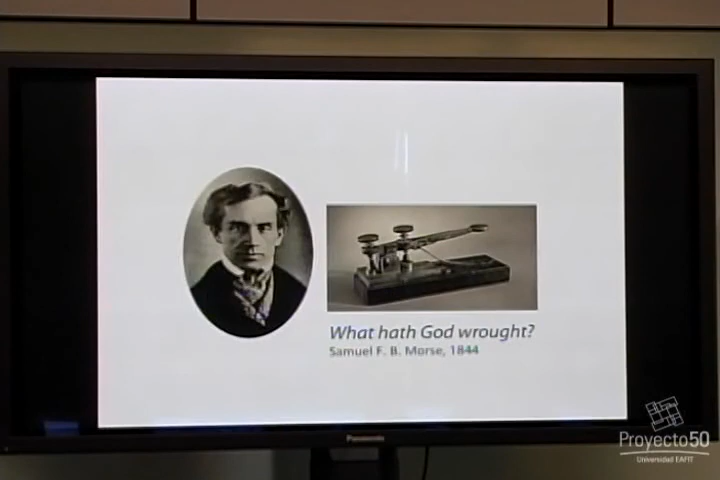 What hath God wrought?
Samuel F. B. Morse, 1844
Panasonic
Proyecto50
Universidad EAFIT